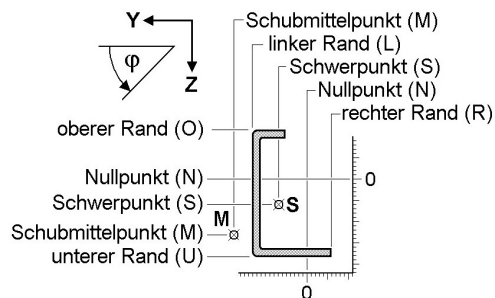 Schubmittelpunkt (M)
Y
linker Rand (L)
φ
Schwerpunkt (S)
Z
Nullpunkt (N)
rechter Rand (R)
oberer Rand (O)
Nullpunkt (N)
0
Schwerpunkt (S)
M
S
Schubmittelpunkt (M)
unterer Rand (U)
0